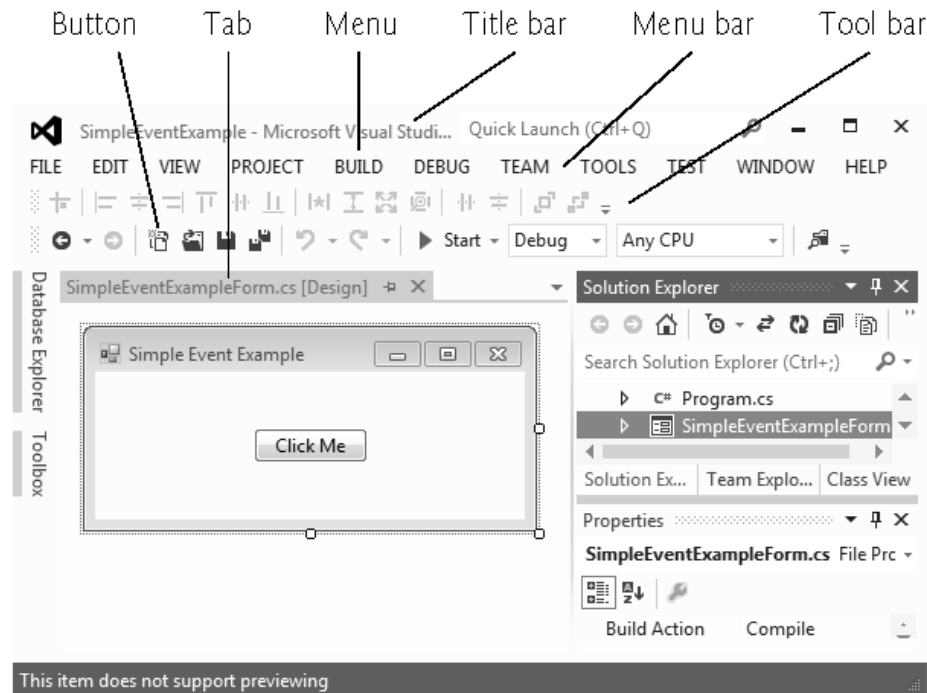 Button Tab Menu Title bar Menu bar Tool bar
SimpleEventExample - Microsoft Visual Studi... Quick Launch (Ctrl+Q)
FILE EDIT VIEW PROJECT BUILD DEBUG TEAM TOOLS TEST WINDOW HELP
Start Debug Any CPU
Database Explorer
Toolbox
SimpleEventExampleForm.cs [Design]
Simple Event Example
Click Me
Solution Explorer
Search Solution Explorer (Ctrl+;)
C# Program.cs
SimpleEventExampleForm
Solution Ex... Team Explo... Class View
Properties
SimpleEventExampleForm.cs File Prc
Build Action Compile
This item does not support previewing